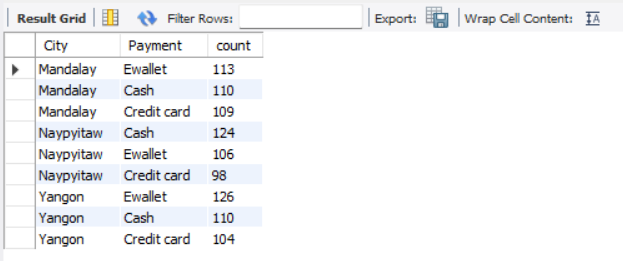 Result Grid Filter Rows: Export: Wrap Cell Content: IA
City Payment count
Mandalay Ewallet 113
Mandalay Cash 110
Mandalay Credit card 109
Naypyitaw Cash 124
Naypyitaw Ewallet 106
Naypyitaw Credit card 98
Yangon Ewallet 126
Yangon Cash 110
Yangon Credit card 104